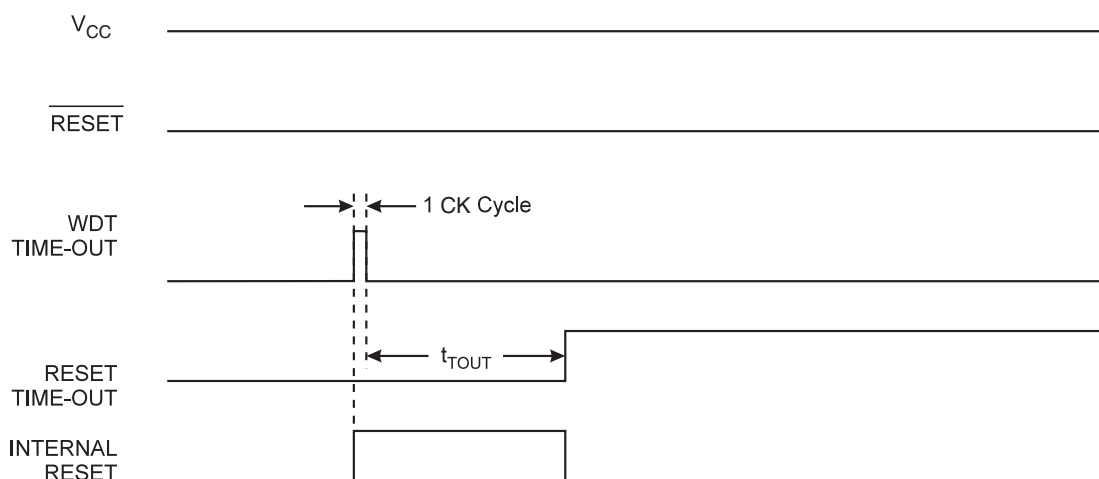 VCC
RESET
1 CK Cycle
WDT
TIME-OUT
tTOUT
RESET
TIME-OUT
INTERNAL
RESET